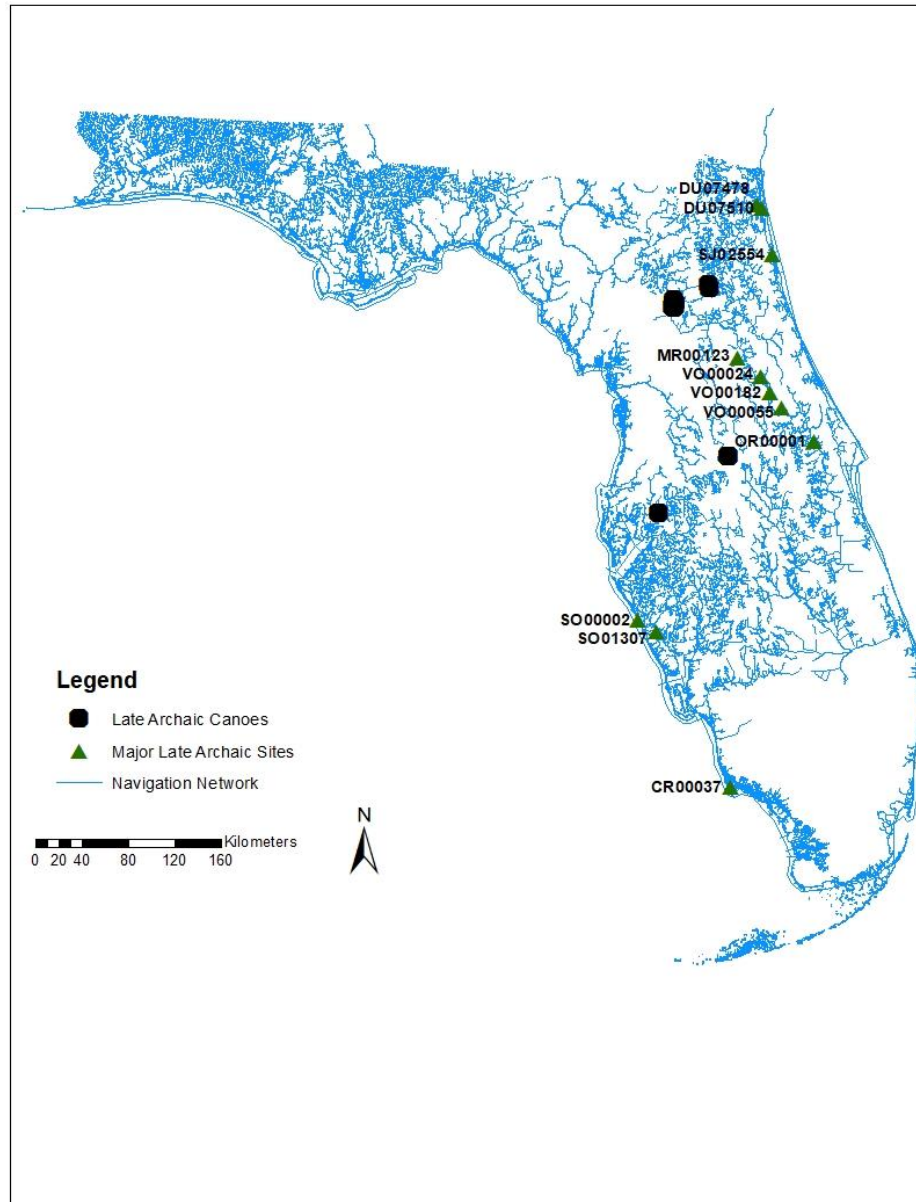 DU07478
DU07510
SJ02554
MR00123
VO00024
VO00182
VO00055
OR00001
SO00002
SO01307
CR00037
Legend
Late Archaic Canoes
Major Late Archaic Sites
Navigation Network
Kilometers
0 20 40 80 120 160
N